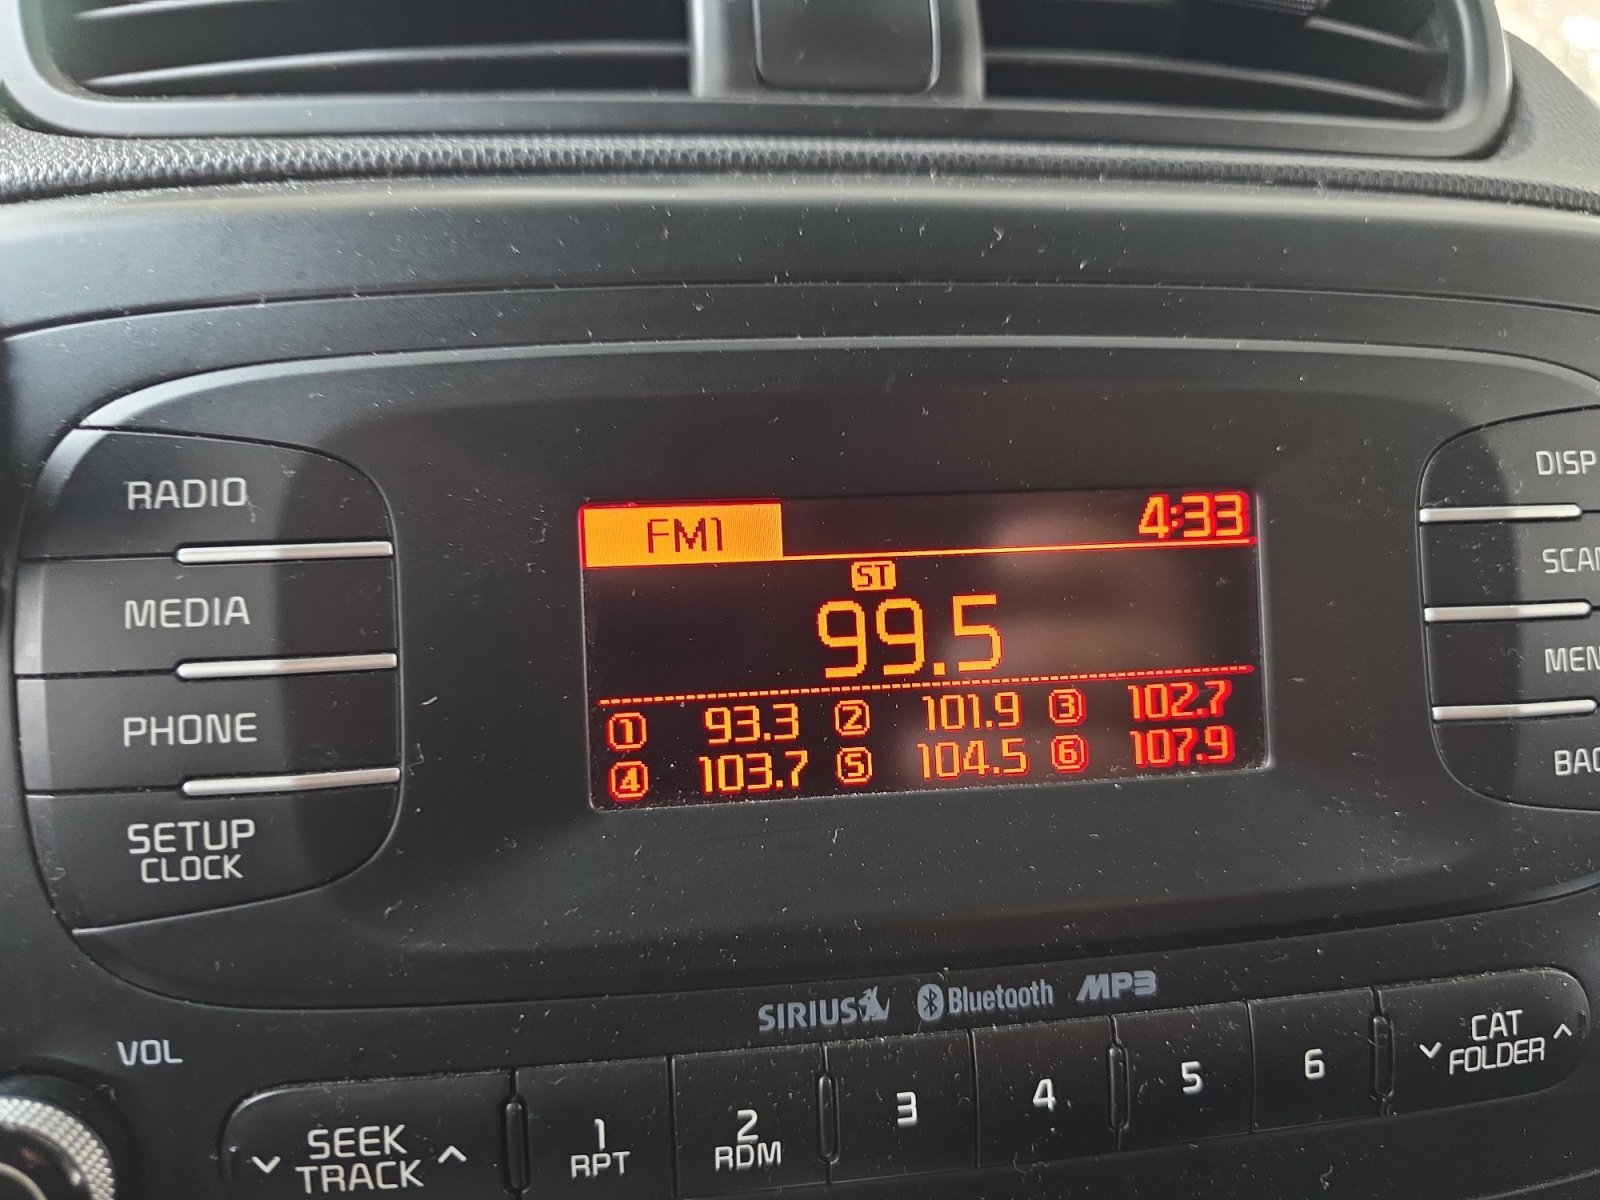 FM1 4:33
ST
99.5
1 93.3 2 101.9 3 102.7
4 103.7 5 104.5 6 107.9
RADIO
MEDIA
PHONE
SETUP
CLOCK
DISP
SCAN
MEN
BAC
SIRIUS Bluetooth MP3
VOL
SEEK
TRACK
1
RPT
2
RDM
3
4
5
6
CAT
FOLDER